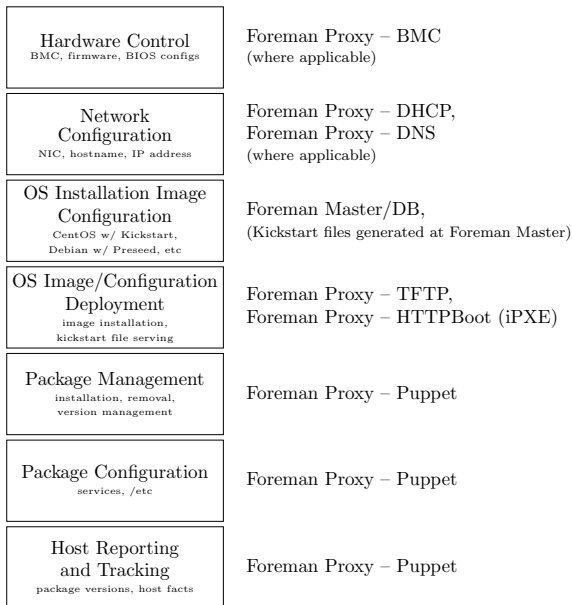 Hardware Control
BMC, firmware, BIOS configs
Foreman Proxy – BMC
(where applicable)
Network
Configuration
NIC, hostname, IP address
Foreman Proxy – DHCP,
Foreman Proxy – DNS
(where applicable)
OS Installation Image
Configuration
CentOS w/ Kickstart,
Debian w/ Preseed, etc
Foreman Master/DB,
(Kickstart files generated at Foreman Master)
OS Image/Configuration
Deployment
image installation,
kickstart file serving
Foreman Proxy – TFTP,
Foreman Proxy – HTTPBoot (iPXE)
Package Management
installation, removal,
version management
Foreman Proxy – Puppet
Package Configuration
services, /etc
Foreman Proxy – Puppet
Host Reporting
and Tracking
package versions, host facts
Foreman Proxy – Puppet